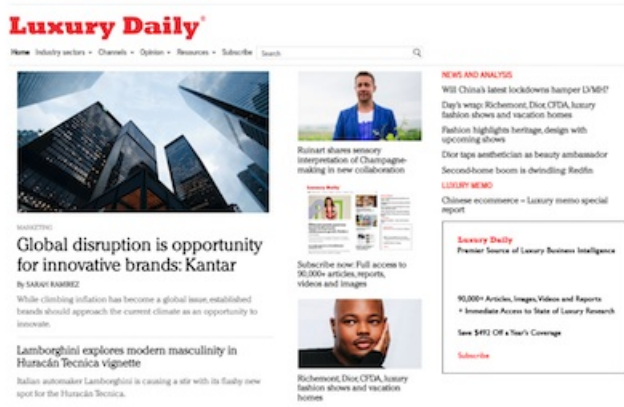 Luxury Daily
Home Industry sectors Channels Opinion Resources Subscribe Search
MARKETING
Global disruption is opportunity
for innovative brands: Kantar
By SARAH RAMIREZ
While climbing inflation has become a global issue, established
brands should approach the current climate as an opportunity to
innovate.
Lamborghini explores modern masculinity in
Huracán Tecnica vignette
Italian automaker Lamborghini is causing a stir with its flashy new
spot for the Huracán Tecnica.
Ruinart shares sensory
interpretation of Champagne-
making in new collaboration
Luxury Daily
Subscribe now: Full access to
90,000+ articles, reports,
videos and images
Richemont, Dior, CFDA, luxury
fashion shows and vacation
homes
NEWS AND ANALYSIS
Will China's latest lockdowns hamper LVMH?
Day's wrap: Richemont, Dior, CFDA, luxury
fashion shows and vacation homes
Fashion highlights heritage, design with
upcoming shows
Dior taps aesthetician as beauty ambassador
Second-home boom is dwindling: Redfin
LUXURY MEMO
Chinese ecommerce – Luxury memo special
report
Luxury Daily
Premier Source of Luxury Business Intelligence
90,000+ Articles, Images, Videos and Reports
+ Immediate Access to State of Luxury Research
Save $492 Off a Year's Coverage
Subscribe